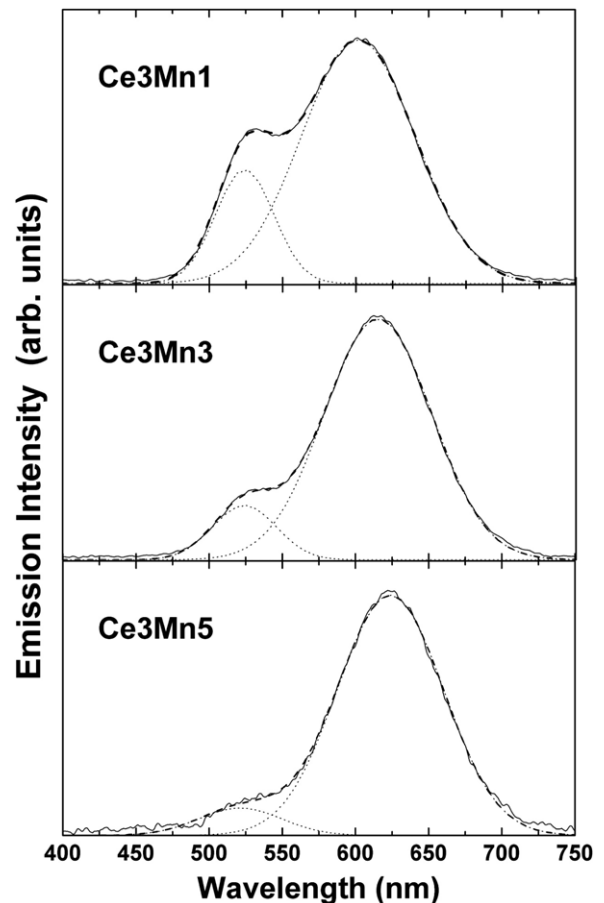 Ce3Mn1
Ce3Mn3
Ce3Mn5
Emission Intensity (arb. units)
400 450 500 550 600 650 700 750
Wavelength (nm)